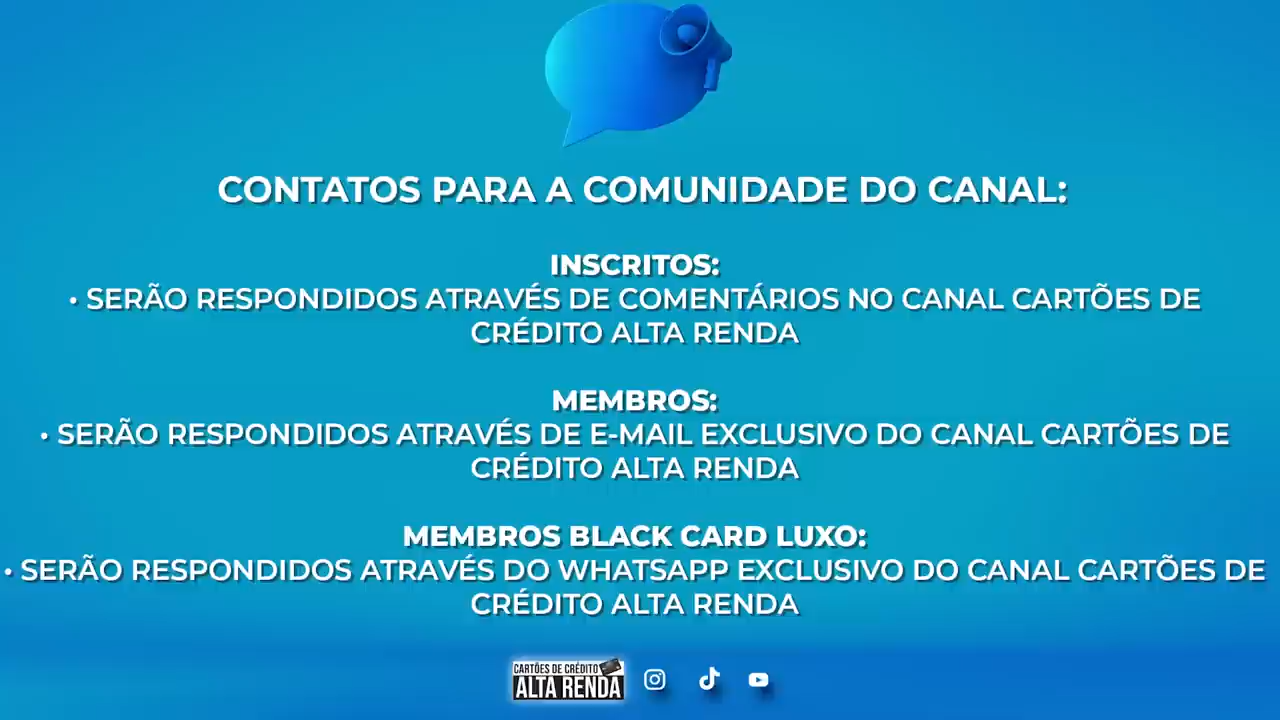 CONTATOS PARA A COMUNIDADE DO CANAL:
INSCRITOS:
• SERÃO RESPONDIDOS ATRAVÉS DE COMENTÁRIOS NO CANAL CARTÕES DE
CRÉDITO ALTA RENDA
MEMBROS:
• SERÃO RESPONDIDOS ATRAVÉS DE E-MAIL EXCLUSIVO DO CANAL CARTÕES DE
CRÉDITO ALTA RENDA
MEMBROS BLACK CARD LUXO:
• SERÃO RESPONDIDOS ATRAVÉS DO WHATSAPP EXCLUSIVO DO CANAL CARTÕES DE
CRÉDITO ALTA RENDA
CARTÕES DE CRÉDITO
ALTA RENDA